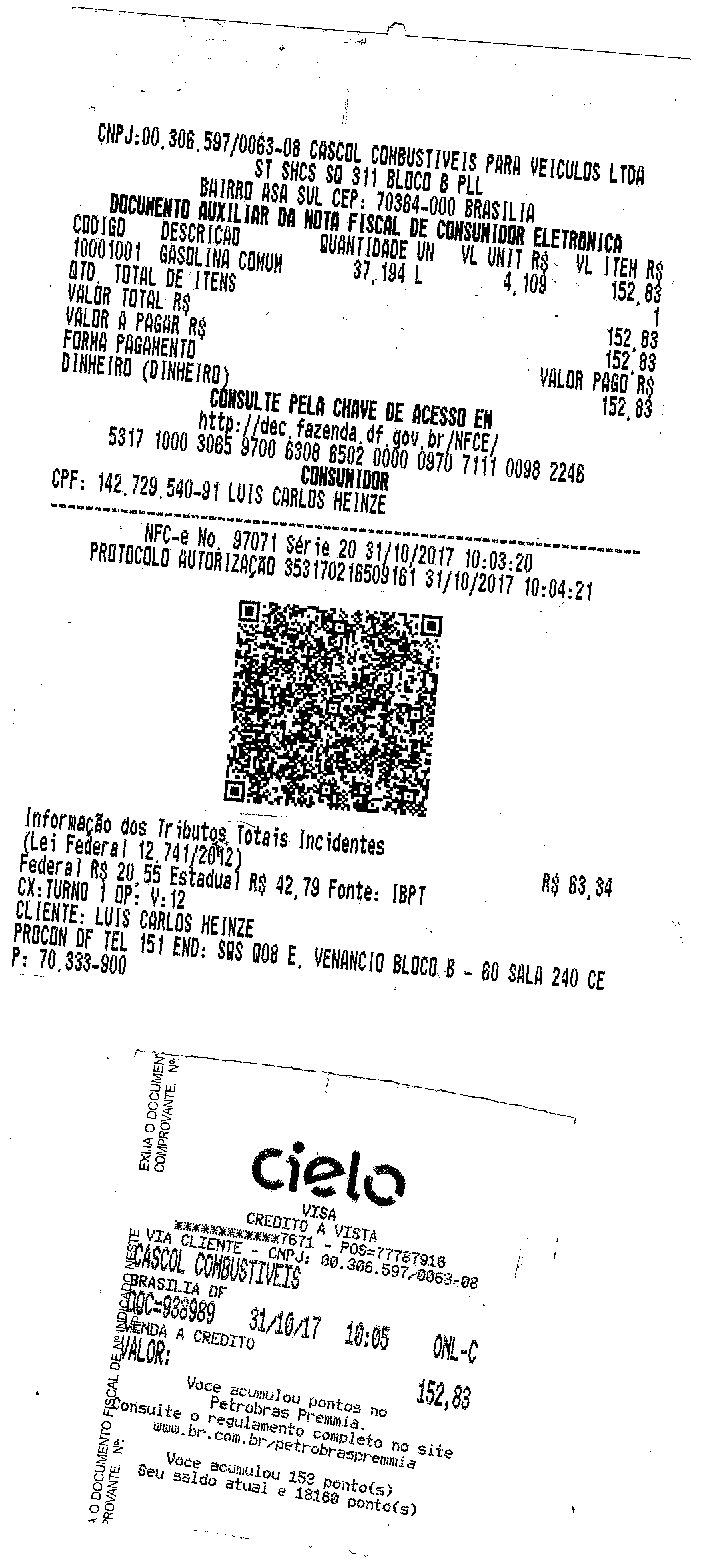 CNPJ:00.306.597/0063-08 CASCOL COMBUSTIVEIS PARA VEICULOS LTDA
ST SHCS SQ 311 BLOCO B PLL
BAIRRO ASA SUL CEP: 70364-000 BRASILIA
DOCUMENTO AUXILIAR DA NOTA FISCAL DE CONSUMIDOR ELETRONICA
CODIGO DESCRICAO QUANTIDADE UN VL UNIT R$ VL ITEM R$
10001001 GASOLINA COMUM 37,194 L 4,109 152,83
QTD. TOTAL DE ITENS 1
VALOR TOTAL R$ 152,83
VALOR A PAGAR R$ 152,83
FORMA PAGAMENTO VALOR PAGO R$
DINHEIRO (DINHEIRO) 152,83
CONSULTE PELA CHAVE DE ACESSO EM
http://dec.fazenda.df.gov.br/NFCE/
5317 1000 3065 9700 6308 6502 0000 0970 7111 0098 2246
CONSUMIDOR
CPF: 142.729.540-91 LUIS CARLOS HEINZE
NFC-e No. 97071 Série 20 31/10/2017 10:03:20
PROTOCOLO AUTORIZAÇÃO 353170216509161 31/10/2017 10:04:21
Informação dos Tributos Totais Incidentes
(Lei Federal 12.741/2012) R$ 63,34
Federal R$ 20,55 Estadual R$ 42,79 Fonte: IBPT
CX:TURNO 1 OP: V:12
CLIENTE: LUIS CARLOS HEINZE
PROCON DF TEL 151 END: SQS Q08 E. VENANCIO BLOCO B - 60 SALA 240 CE
P: 70.333-900
EXIJA O DOCUMEN
COMPROVANTE. Nº
cielo
VISA
CREDITO A VISTA
************7671 - POS=77767916
VIA CLIENTE - CNPJ: 00.306.597/0063-08
CASCOL COMBUSTIVEIS
BRASILIA DF
DOC=938989 31/10/17 10:05 ONL-C
VENDA A CREDITO
VALOR: 152,83
Voce acumulou pontos no
Petrobras Premmia.
Consulte o regulamento completo no site
www.br.com.br/petrobraspremmia
Voce acumulou 153 ponto(s)
Seu saldo atual e 18160 ponto(s)
A O DOCUMENTO FISCAL DE Nº INDICADO NESTE
PROVANTE. Nº: